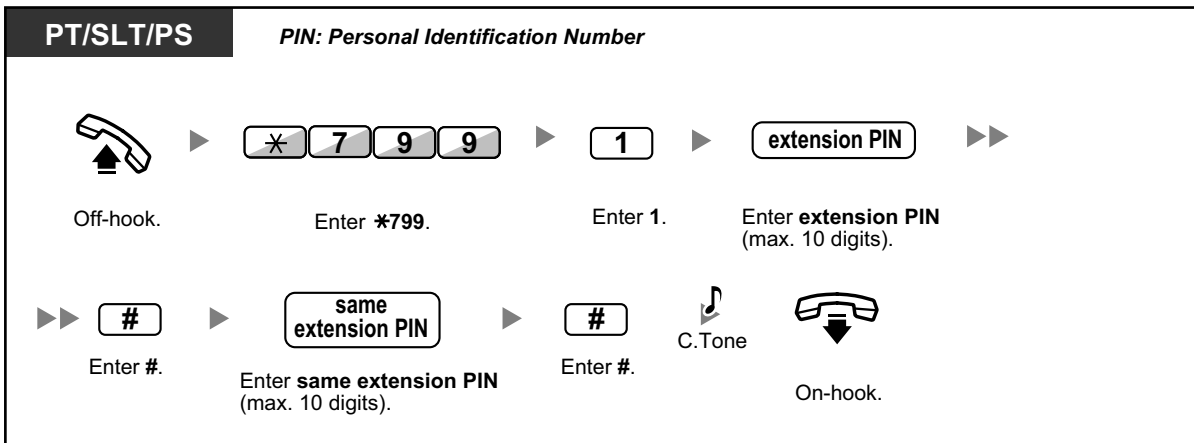 PT/SLT/PS
PIN: Personal Identification Number
* 7 9 9
1
extension PIN
Off-hook.
Enter *799.
Enter 1.
Enter extension PIN
(max. 10 digits).
#
same
extension PIN
#
C.Tone
Enter #.
Enter same extension PIN
(max. 10 digits).
Enter #.
On-hook.